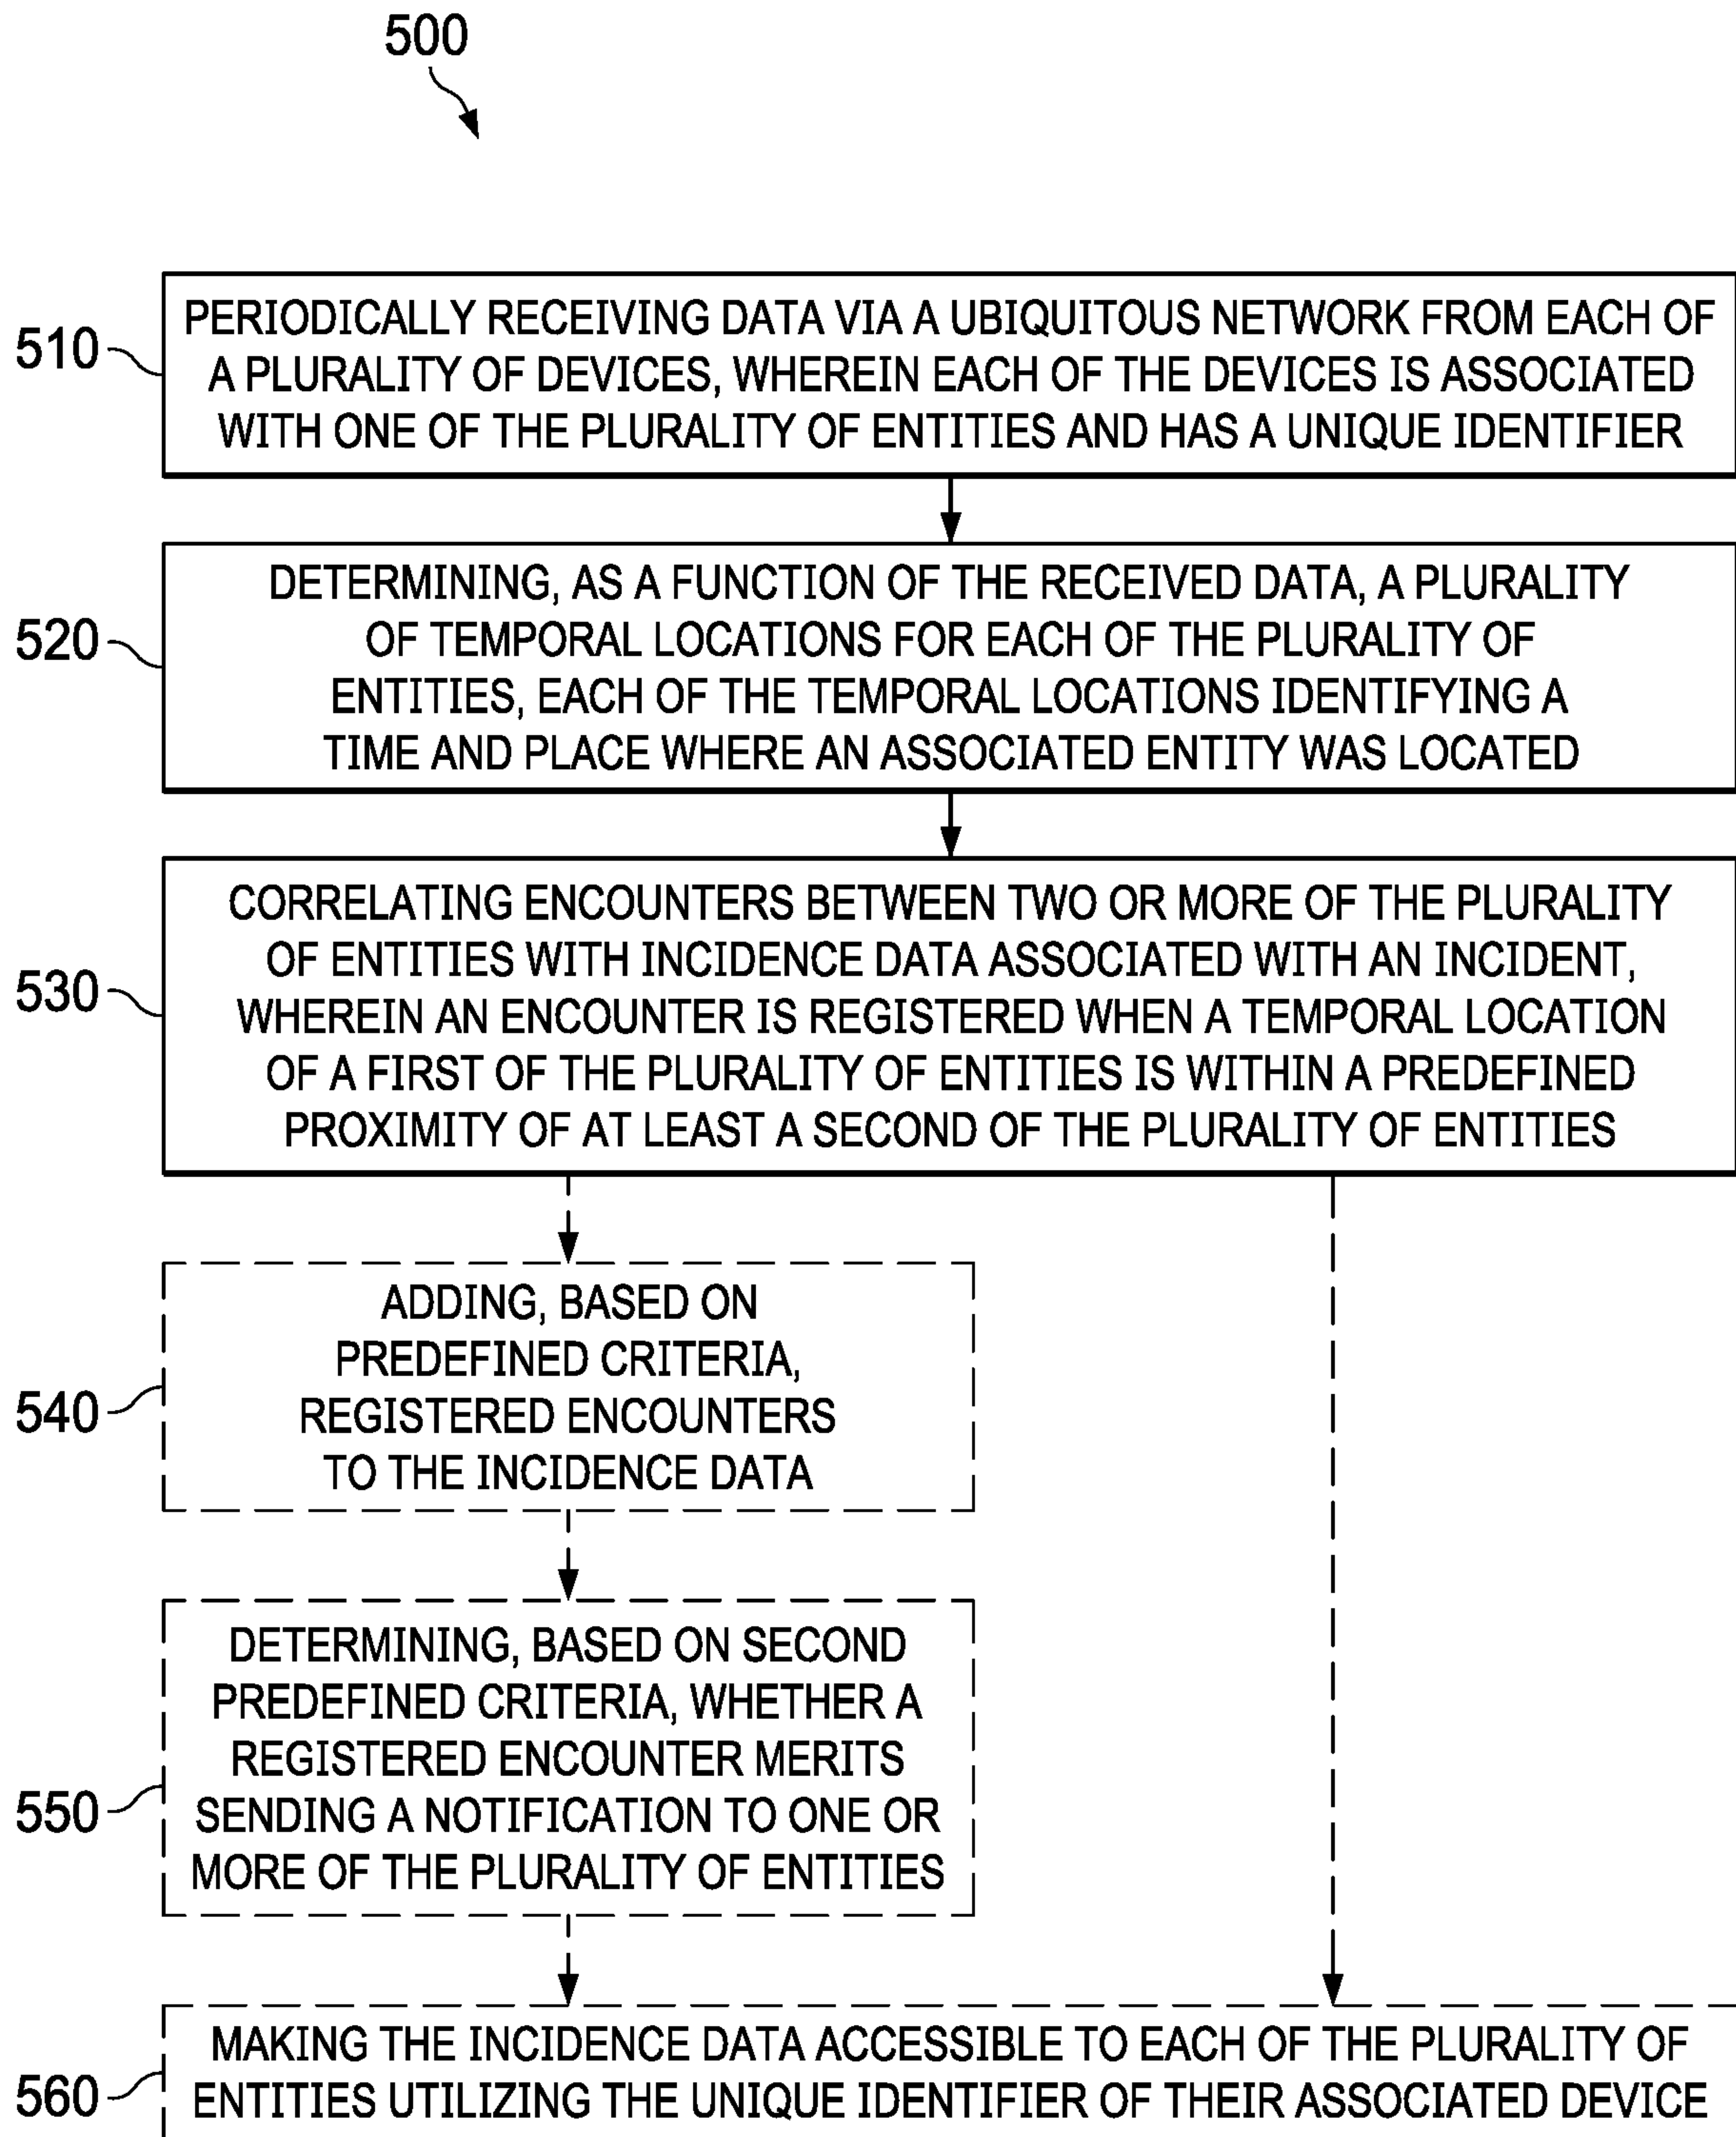 500
510
PERIODICALLY RECEIVING DATA VIA A UBIQUITOUS NETWORK FROM EACH OF
A PLURALITY OF DEVICES, WHEREIN EACH OF THE DEVICES IS ASSOCIATED
WITH ONE OF THE PLURALITY OF ENTITIES AND HAS A UNIQUE IDENTIFIER
520
DETERMINING, AS A FUNCTION OF THE RECEIVED DATA, A PLURALITY
OF TEMPORAL LOCATIONS FOR EACH OF THE PLURALITY OF
ENTITIES, EACH OF THE TEMPORAL LOCATIONS IDENTIFYING A
TIME AND PLACE WHERE AN ASSOCIATED ENTITY WAS LOCATED
530
CORRELATING ENCOUNTERS BETWEEN TWO OR MORE OF THE PLURALITY
OF ENTITIES WITH INCIDENCE DATA ASSOCIATED WITH AN INCIDENT,
WHEREIN AN ENCOUNTER IS REGISTERED WHEN A TEMPORAL LOCATION
OF A FIRST OF THE PLURALITY OF ENTITIES IS WITHIN A PREDEFINED
PROXIMITY OF AT LEAST A SECOND OF THE PLURALITY OF ENTITIES
540
ADDING, BASED ON
PREDEFINED CRITERIA,
REGISTERED ENCOUNTERS
TO THE INCIDENCE DATA
550
DETERMINING, BASED ON SECOND
PREDEFINED CRITERIA, WHETHER A
REGISTERED ENCOUNTER MERITS
SENDING A NOTIFICATION TO ONE OR
MORE OF THE PLURALITY OF ENTITIES
560
MAKING THE INCIDENCE DATA ACCESSIBLE TO EACH OF THE PLURALITY OF
ENTITIES UTILIZING THE UNIQUE IDENTIFIER OF THEIR ASSOCIATED DEVICE